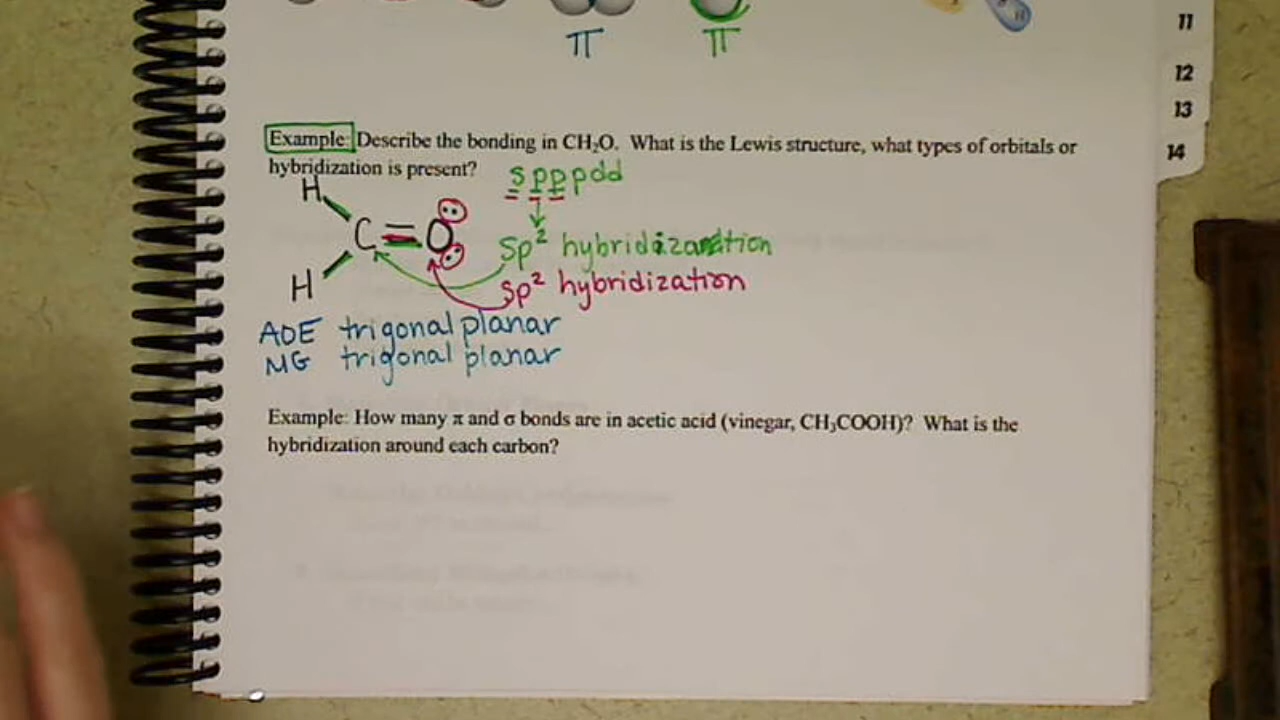 π π
11
12
13
14
Example: Describe the bonding in CH₂O. What is the Lewis structure, what types of orbitals or
hybridization is present?
spppdd
H
C=O
H
sp² hybridization
sp² hybridization
ADE trigonal planar
MG trigonal planar
Example: How many π and σ bonds are in acetic acid (vinegar, CH₃COOH)? What is the
hybridization around each carbon?